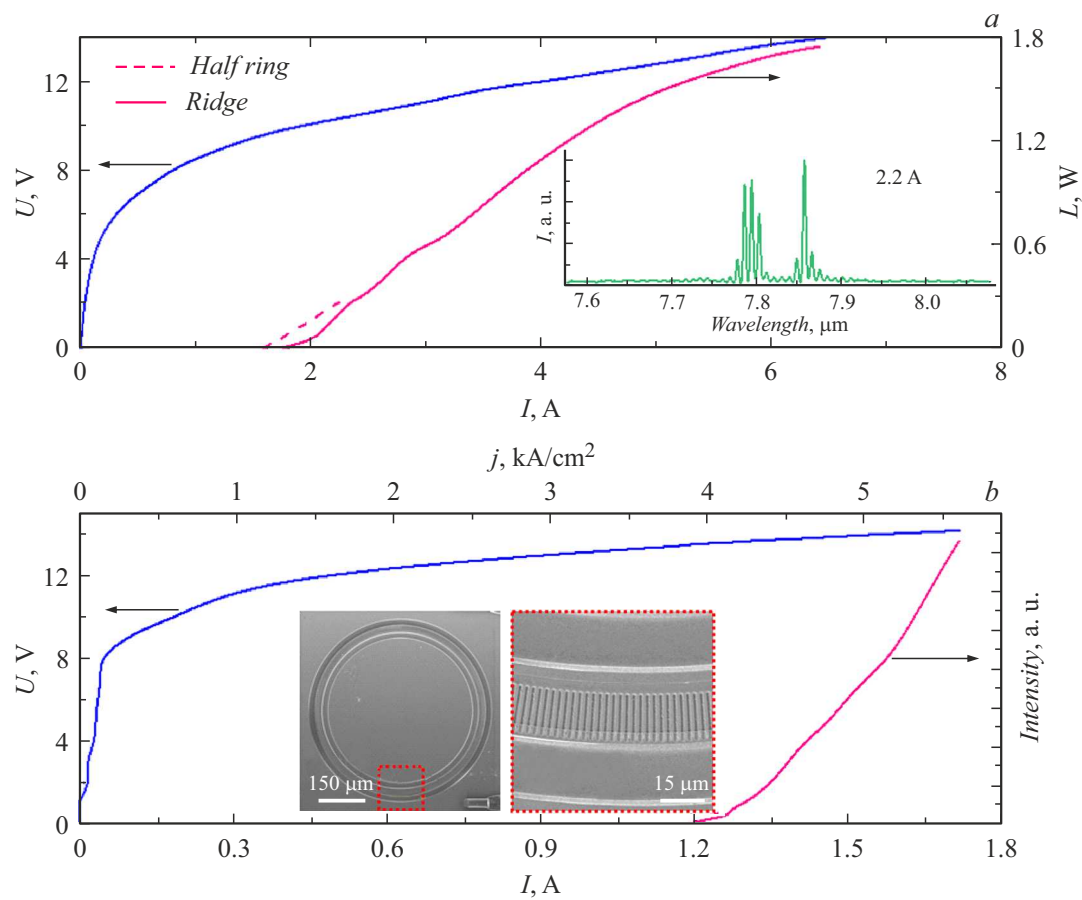 a
1.8
12
Half ring
Ridge
1.2
8
2.2 A
U, V
I, a. u.
L, W
4
0.6
7.6 7.7 7.8 7.9 8.0
Wavelength, μm
0
0
0 2 4 6 8
I, A
j, kA/cm²
0 1 2 3 4 5 b
12
8
U, V
Intensity, a. u.
4
150 μm
15 μm
0
0 0.3 0.6 0.9 1.2 1.5 1.8
I, A